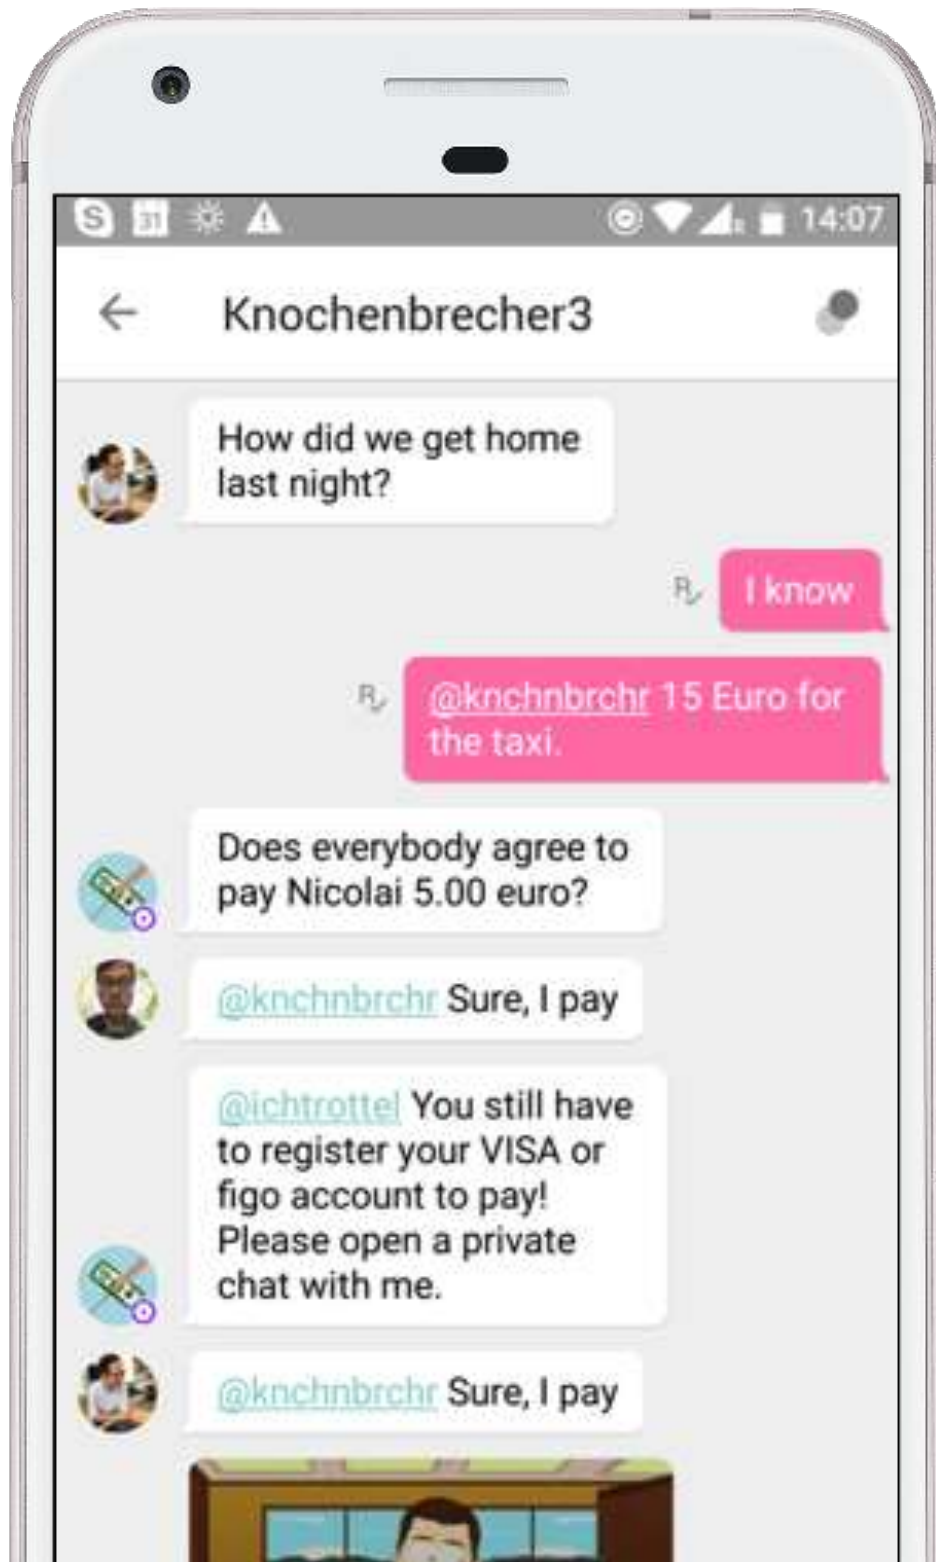 S 31 R 14:07
Knochenbrecher3
How did we get home
last night?
I know
@knchnbrchr 15 Euro for
the taxi.
Does everybody agree to
pay Nicolai 5.00 euro?
@knchnbrchr Sure, I pay
@ichtrottel You still have
to register your VISA or
figo account to pay!
Please open a private
chat with me.
@knchnbrchr Sure, I pay